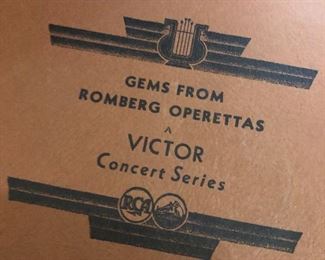 GEMS FROM
ROMBERG OPERETTAS
A
VICTOR
Concert Series
RCA